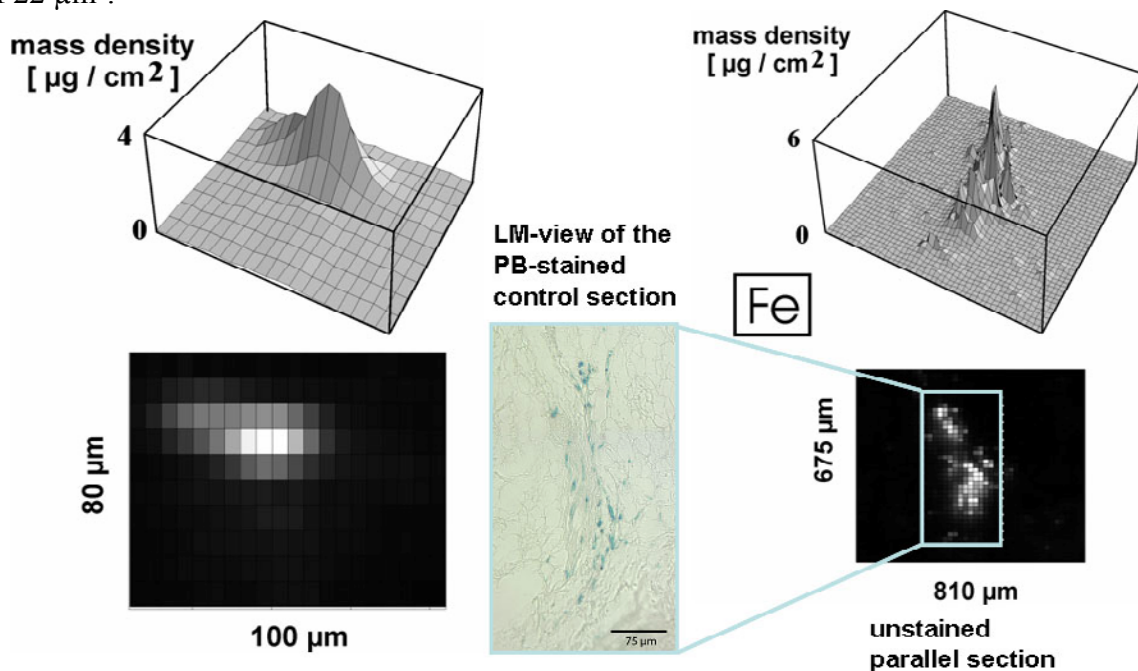 mass density
[ µg / cm2 ]
4
0
mass density
[ µg / cm2 ]
6
0
LM-view of the
PB-stained
control section
Fe
80 µm
100 µm
75 µm
675 µm
810 µm
unstained
parallel section